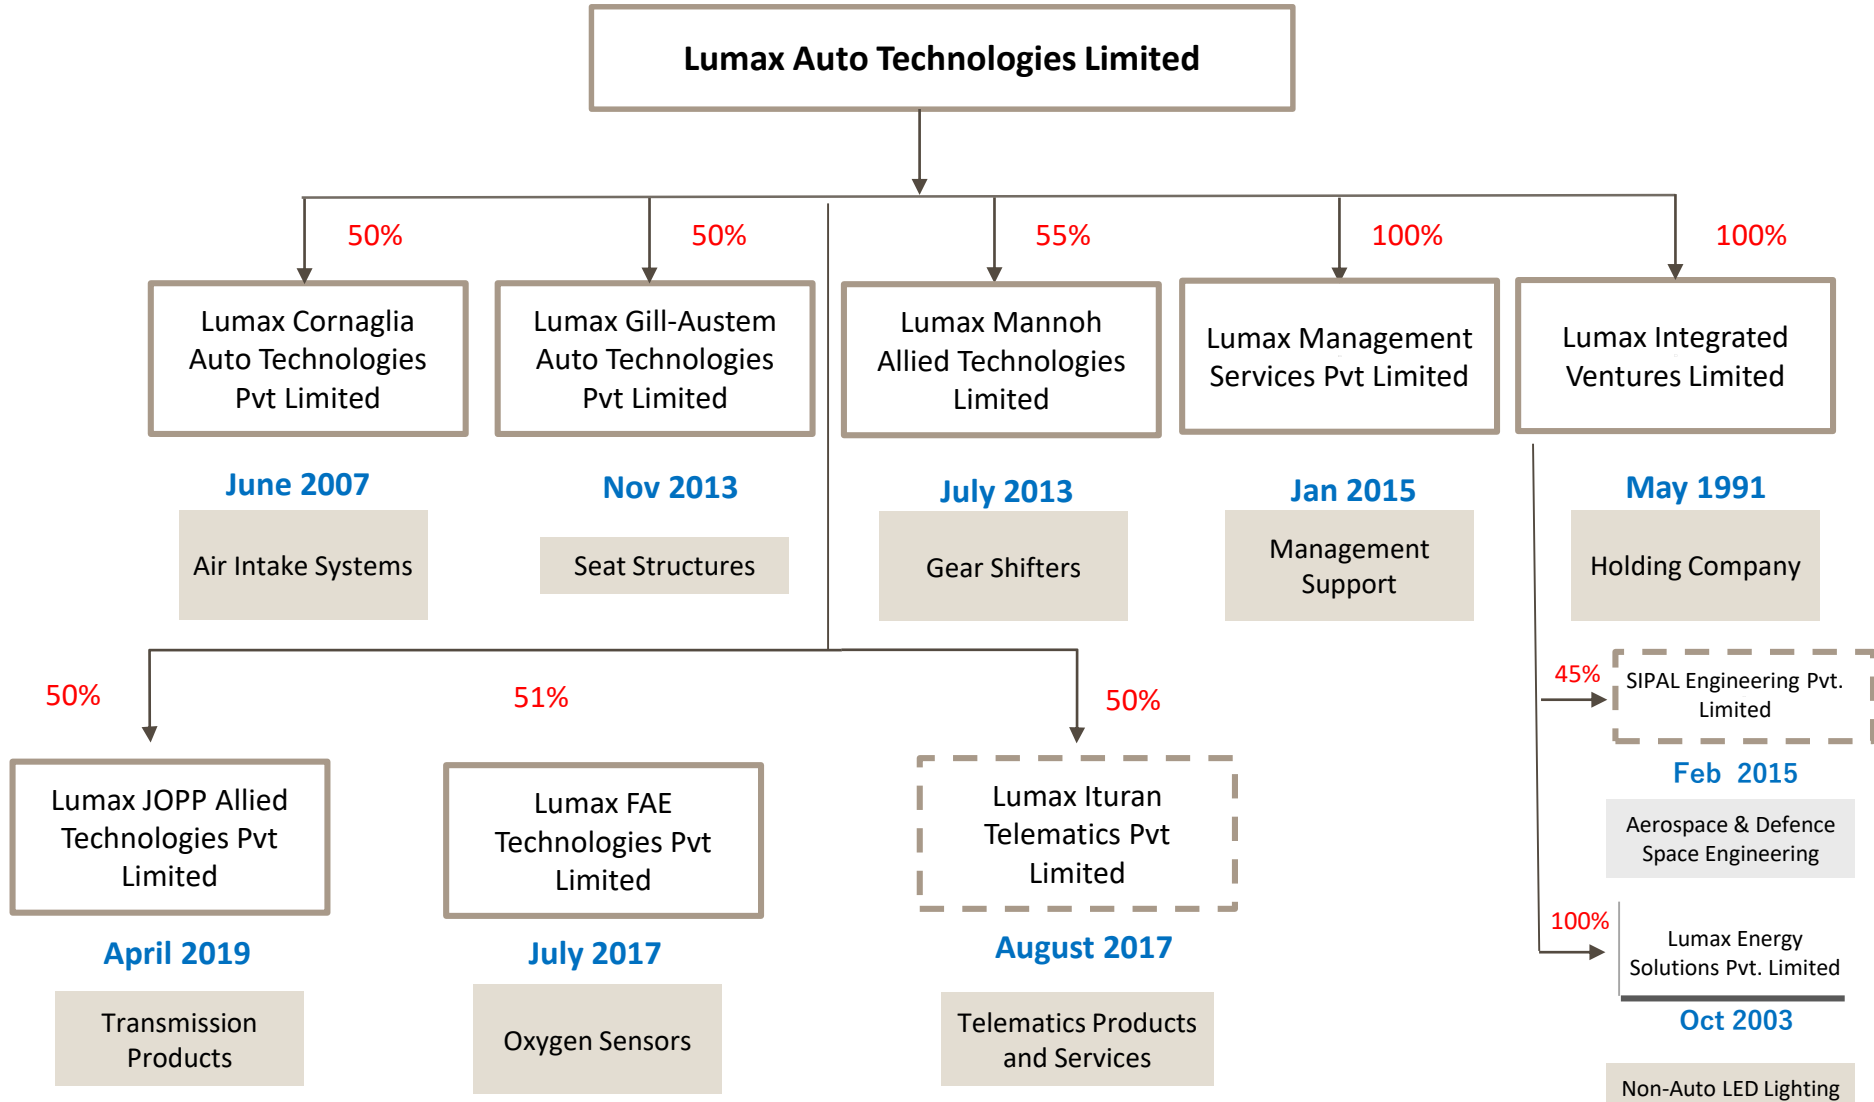 Lumax Auto Technologies Limited
50%
50%
55%
100%
100%
Lumax Cornaglia
Auto Technologies
Pvt Limited
Lumax Gill-Austem
Auto Technologies
Pvt Limited
Lumax Mannoh
Allied Technologies
Limited
Lumax Management
Services Pvt Limited
Lumax Integrated
Ventures Limited
June 2007
Nov 2013
July 2013
Jan 2015
May 1991
Air Intake Systems
Seat Structures
Gear Shifters
Management
Support
Holding Company
50%
51%
50%
45%
SIPAL Engineering Pvt.
Limited
Feb 2015
Aerospace & Defence
Space Engineering
Lumax JOPP Allied
Technologies Pvt
Limited
Lumax FAE
Technologies Pvt
Limited
Lumax Ituran
Telematics Pvt
Limited
April 2019
July 2017
August 2017
Transmission
Products
Oxygen Sensors
Telematics Products
and Services
100%
Lumax Energy
Solutions Pvt. Limited
Oct 2003
Non-Auto LED Lighting